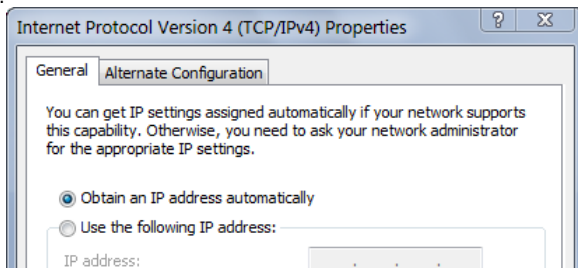 Internet Protocol Version 4 (TCP/IPv4) Properties
General
Alternate Configuration
You can get IP settings assigned automatically if your network supports
this capability. Otherwise, you need to ask your network administrator
for the appropriate IP settings.
Obtain an IP address automatically
Use the following IP address:
IP address: